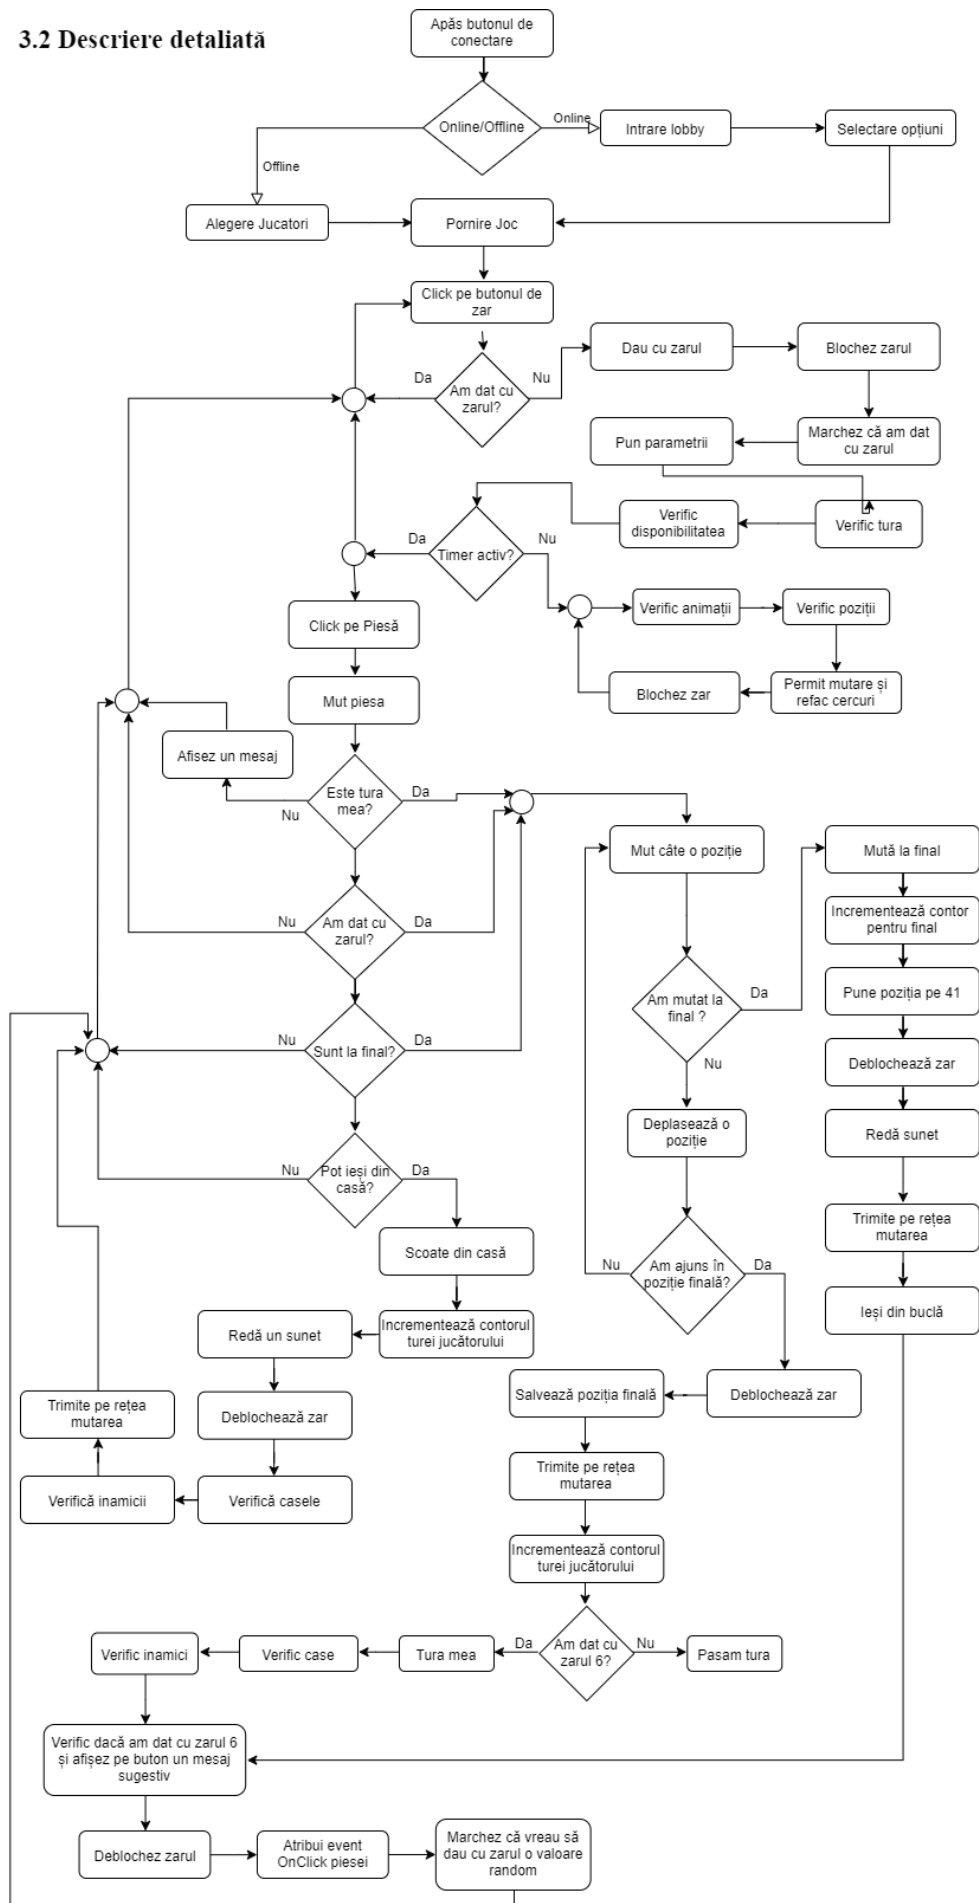 3.2 Descriere detaliată
Apăs butonul de
conectare
Online/Offline
Online
Intrare lobby
Selectare opțiuni
Offline
Alegere Jucatori
Pornire Joc
Click pe butonul de
zar
Da
Am dat cu
zarul?
Nu
Dau cu zarul
Blochez zarul
Pun parametrii
Marchez că am dat
cu zarul
Verific
disponibilitatea
Verific tura
Da
Timer activ?
Nu
Click pe Piesă
Verific animații
Verific poziții
Mut piesa
Blochez zar
Permit mutare și
refac cercuri
Afisez un mesaj
Nu
Este tura
mea?
Da
Mut câte o poziție
Mută la final
Nu
Am dat cu
zarul?
Da
Incrementează contor
pentru final
Am mutat la
final ?
Da
Nu
Pune poziția pe 41
Nu
Sunt la final?
Da
Deblochează zar
Deplasează o
poziție
Redă sunet
Nu
Pot ieși din
casă?
Da
Trimite pe rețea
mutarea
Scoate din casă
Nu
Am ajuns în
poziție finală?
Da
Ieși din buclă
Redă un sunet
Incrementează contorul
turei jucătorului
Trimite pe rețea
mutarea
Deblochează zar
Salvează poziția finală
Deblochează zar
Verifică inamicii
Verifică casele
Trimite pe rețea
mutarea
Incrementează contorul
turei jucătorului
Verific inamici
Verific case
Tura mea
Da
Am dat cu
zarul 6?
Nu
Pasam tura
Verific dacă am dat cu zarul 6
și afișez pe buton un mesaj
sugestiv
Deblochez zarul
Atribui event
OnClick piesei
Marchez că vreau să
dau cu zarul o valoare
random